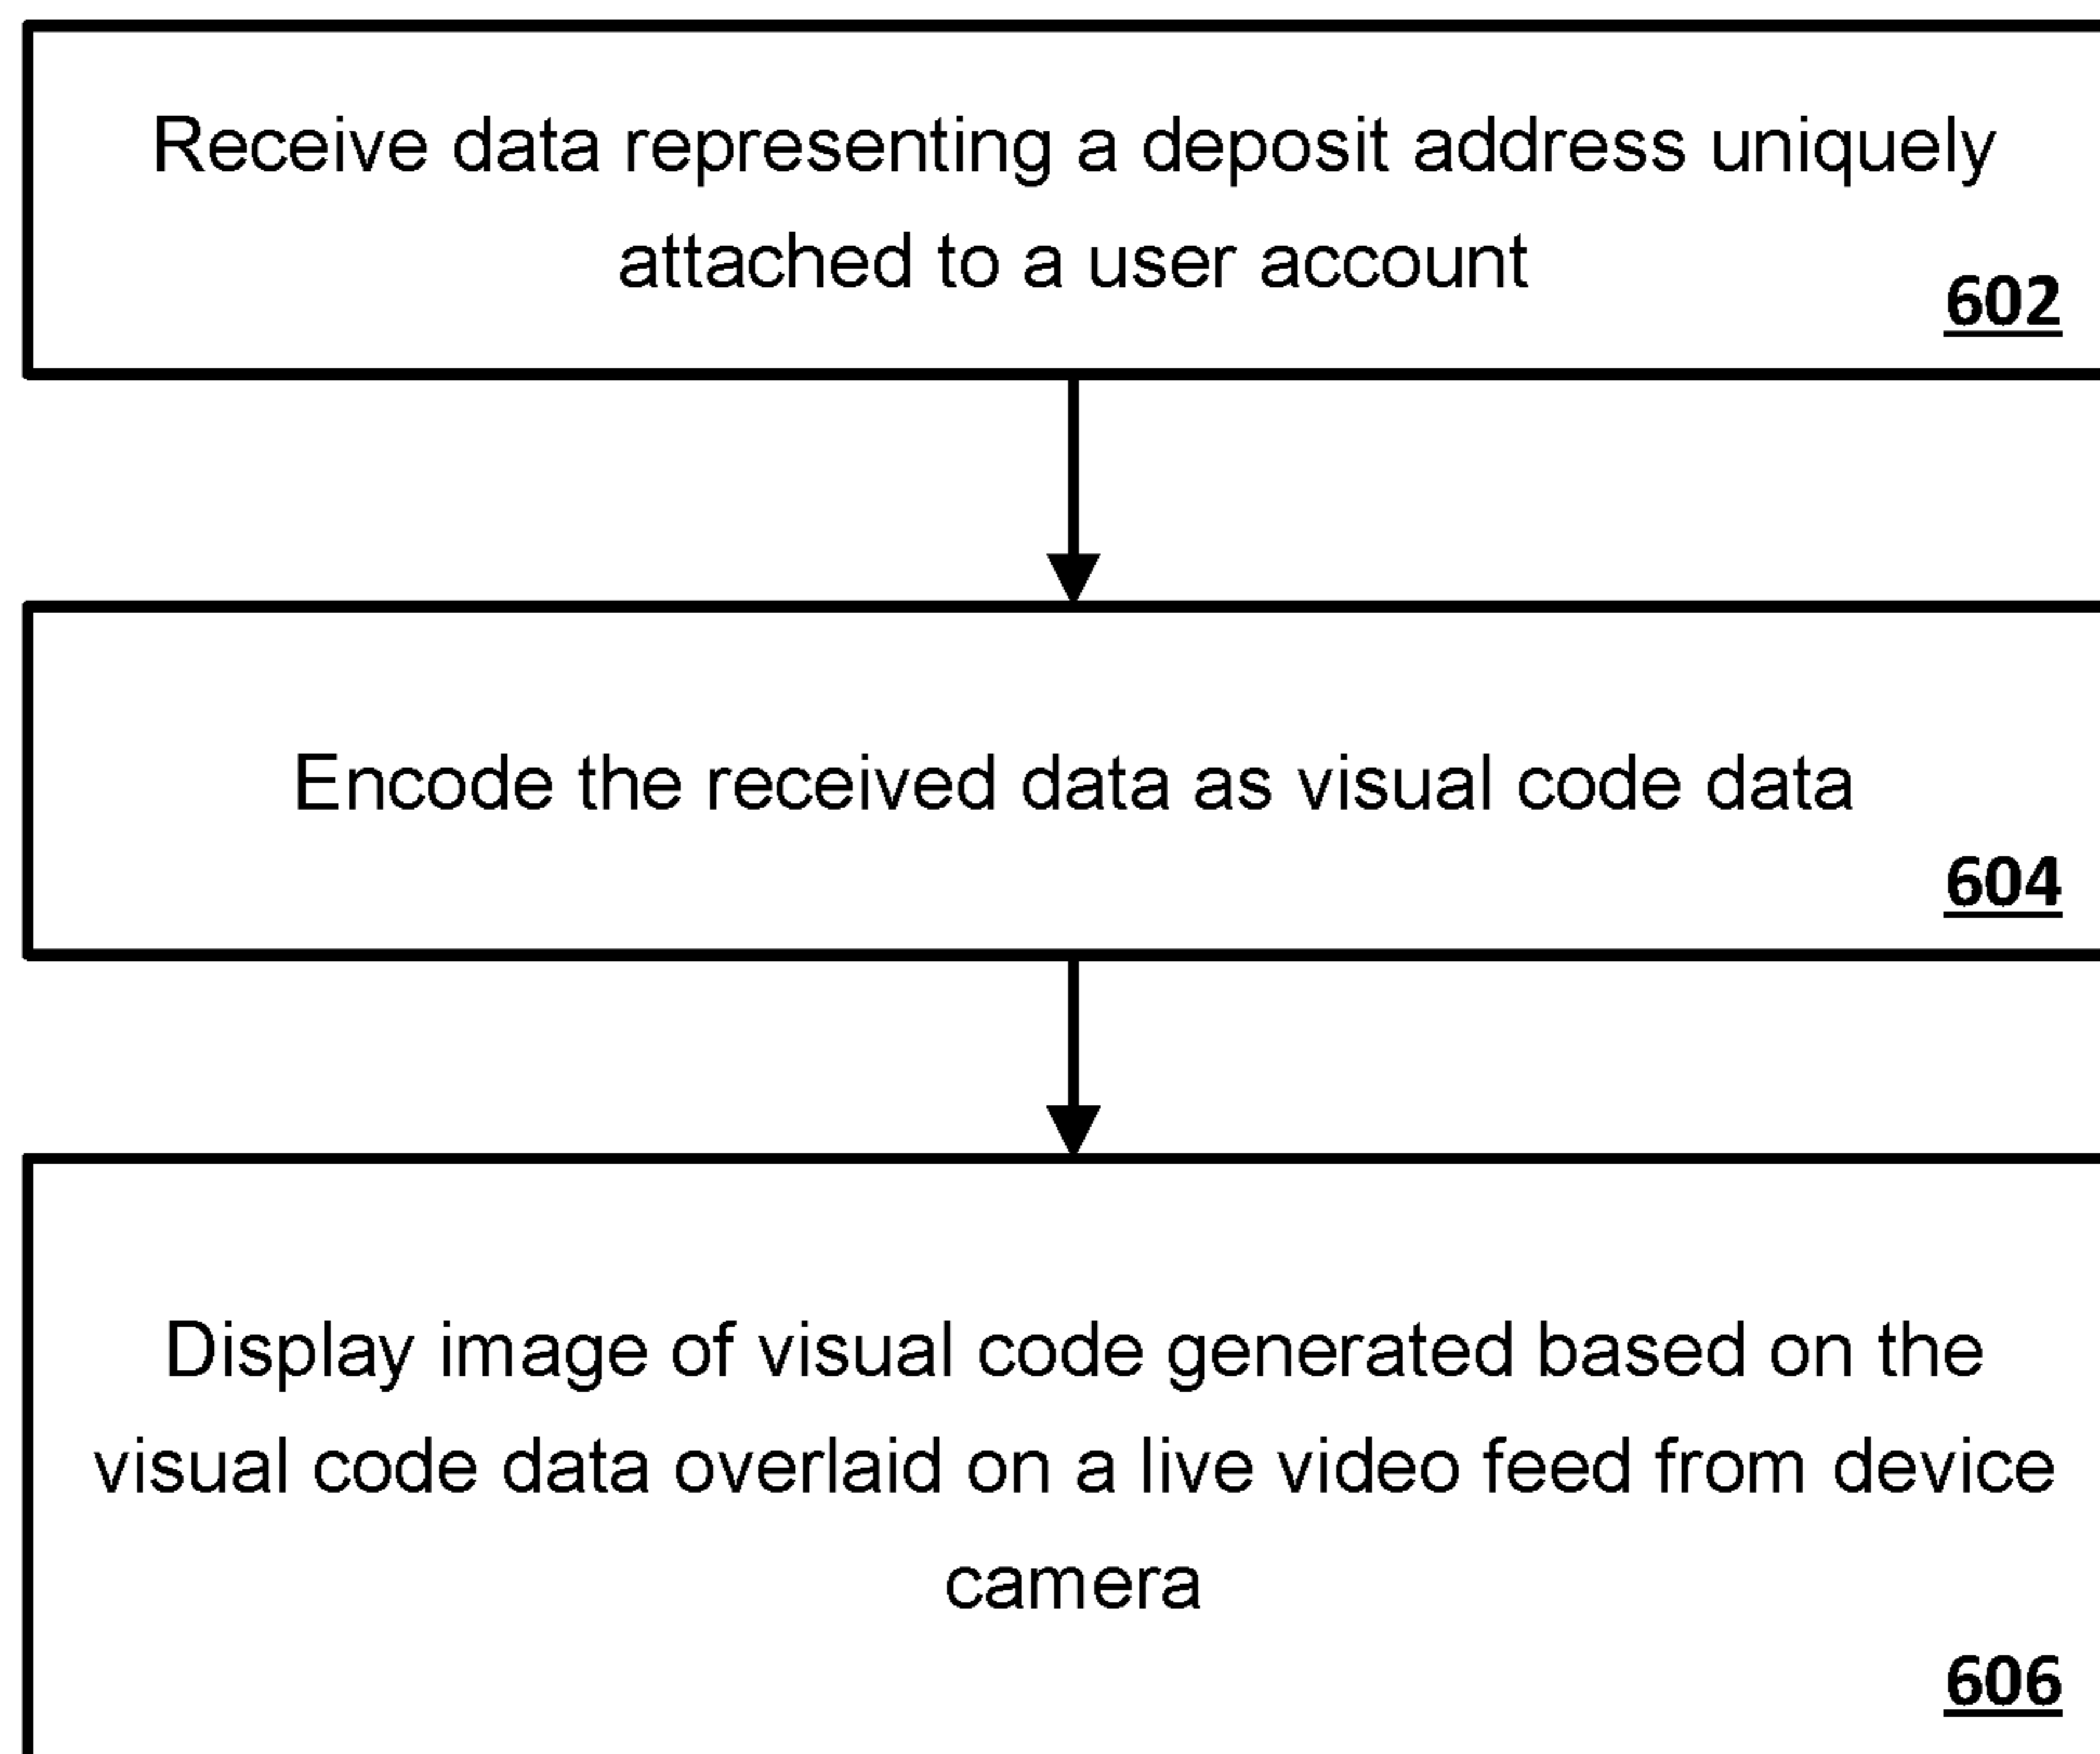 Receive data representing a deposit address uniquely
attached to a user account
602
Encode the received data as visual code data
604
Display image of visual code generated based on the
visual code data overlaid on a live video feed from device
camera
606